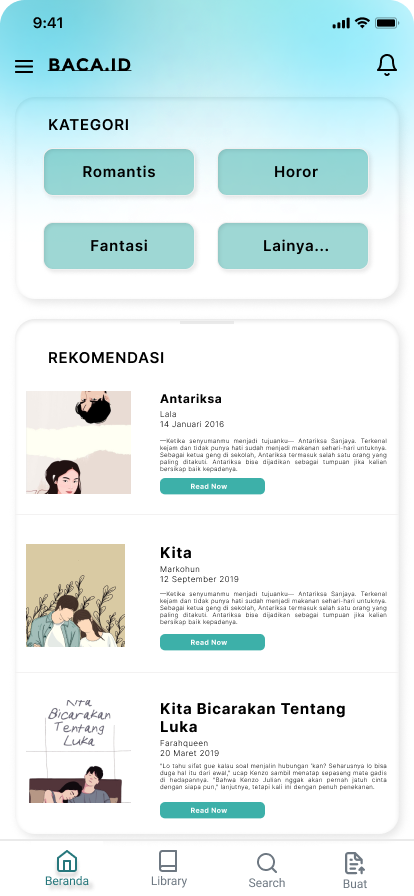 9:41
BACA.ID
KATEGORI
Romantis
Horor
Fantasi
Lainya...
REKOMENDASI
Antariksa
Lala
14 Januari 2016
—Ketika senyumanmu menjadi tujuanku— Antariksa Sanjaya. Terkenal
kejam dan tidak punya hati sudah menjadi makanan sehari-hari untuknya.
Sebagai ketua geng di sekolah, Antariksa termasuk salah satu orang yang
paling ditakuti. Antariksa bisa dijadikan sebagai tumpuan jika kalian
bersikap baik kepadanya.
Read Now
Kita
Markohun
12 September 2019
—Ketika senyumanmu menjadi tujuanku— Antariksa Sanjaya. Terkenal
kejam dan tidak punya hati sudah menjadi makanan sehari-hari untuknya.
Sebagai ketua geng di sekolah, Antariksa termasuk salah satu orang yang
paling ditakuti. Antariksa bisa dijadikan sebagai tumpuan jika kalian
bersikap baik kepadanya.
Read Now
Kita
Bicarakan
Tentang
Luka
Kita Bicarakan Tentang
Luka
Farahqueen
20 Maret 2019
"Lo tahu sifat gue kalau soal menjalin hubungan 'kan? Seharusnya lo bisa
duga hal itu dari awal," ucap Kenzo sambil menatap sepasang mata gadis
di hadapannya. "Bahwa Kenzo Julian nggak akan pernah jatuh cinta
dengan siapa pun," lanjutnya, tetapi kali ini dengan penuh penekanan.
Read Now
Beranda
Library
Search
Buat